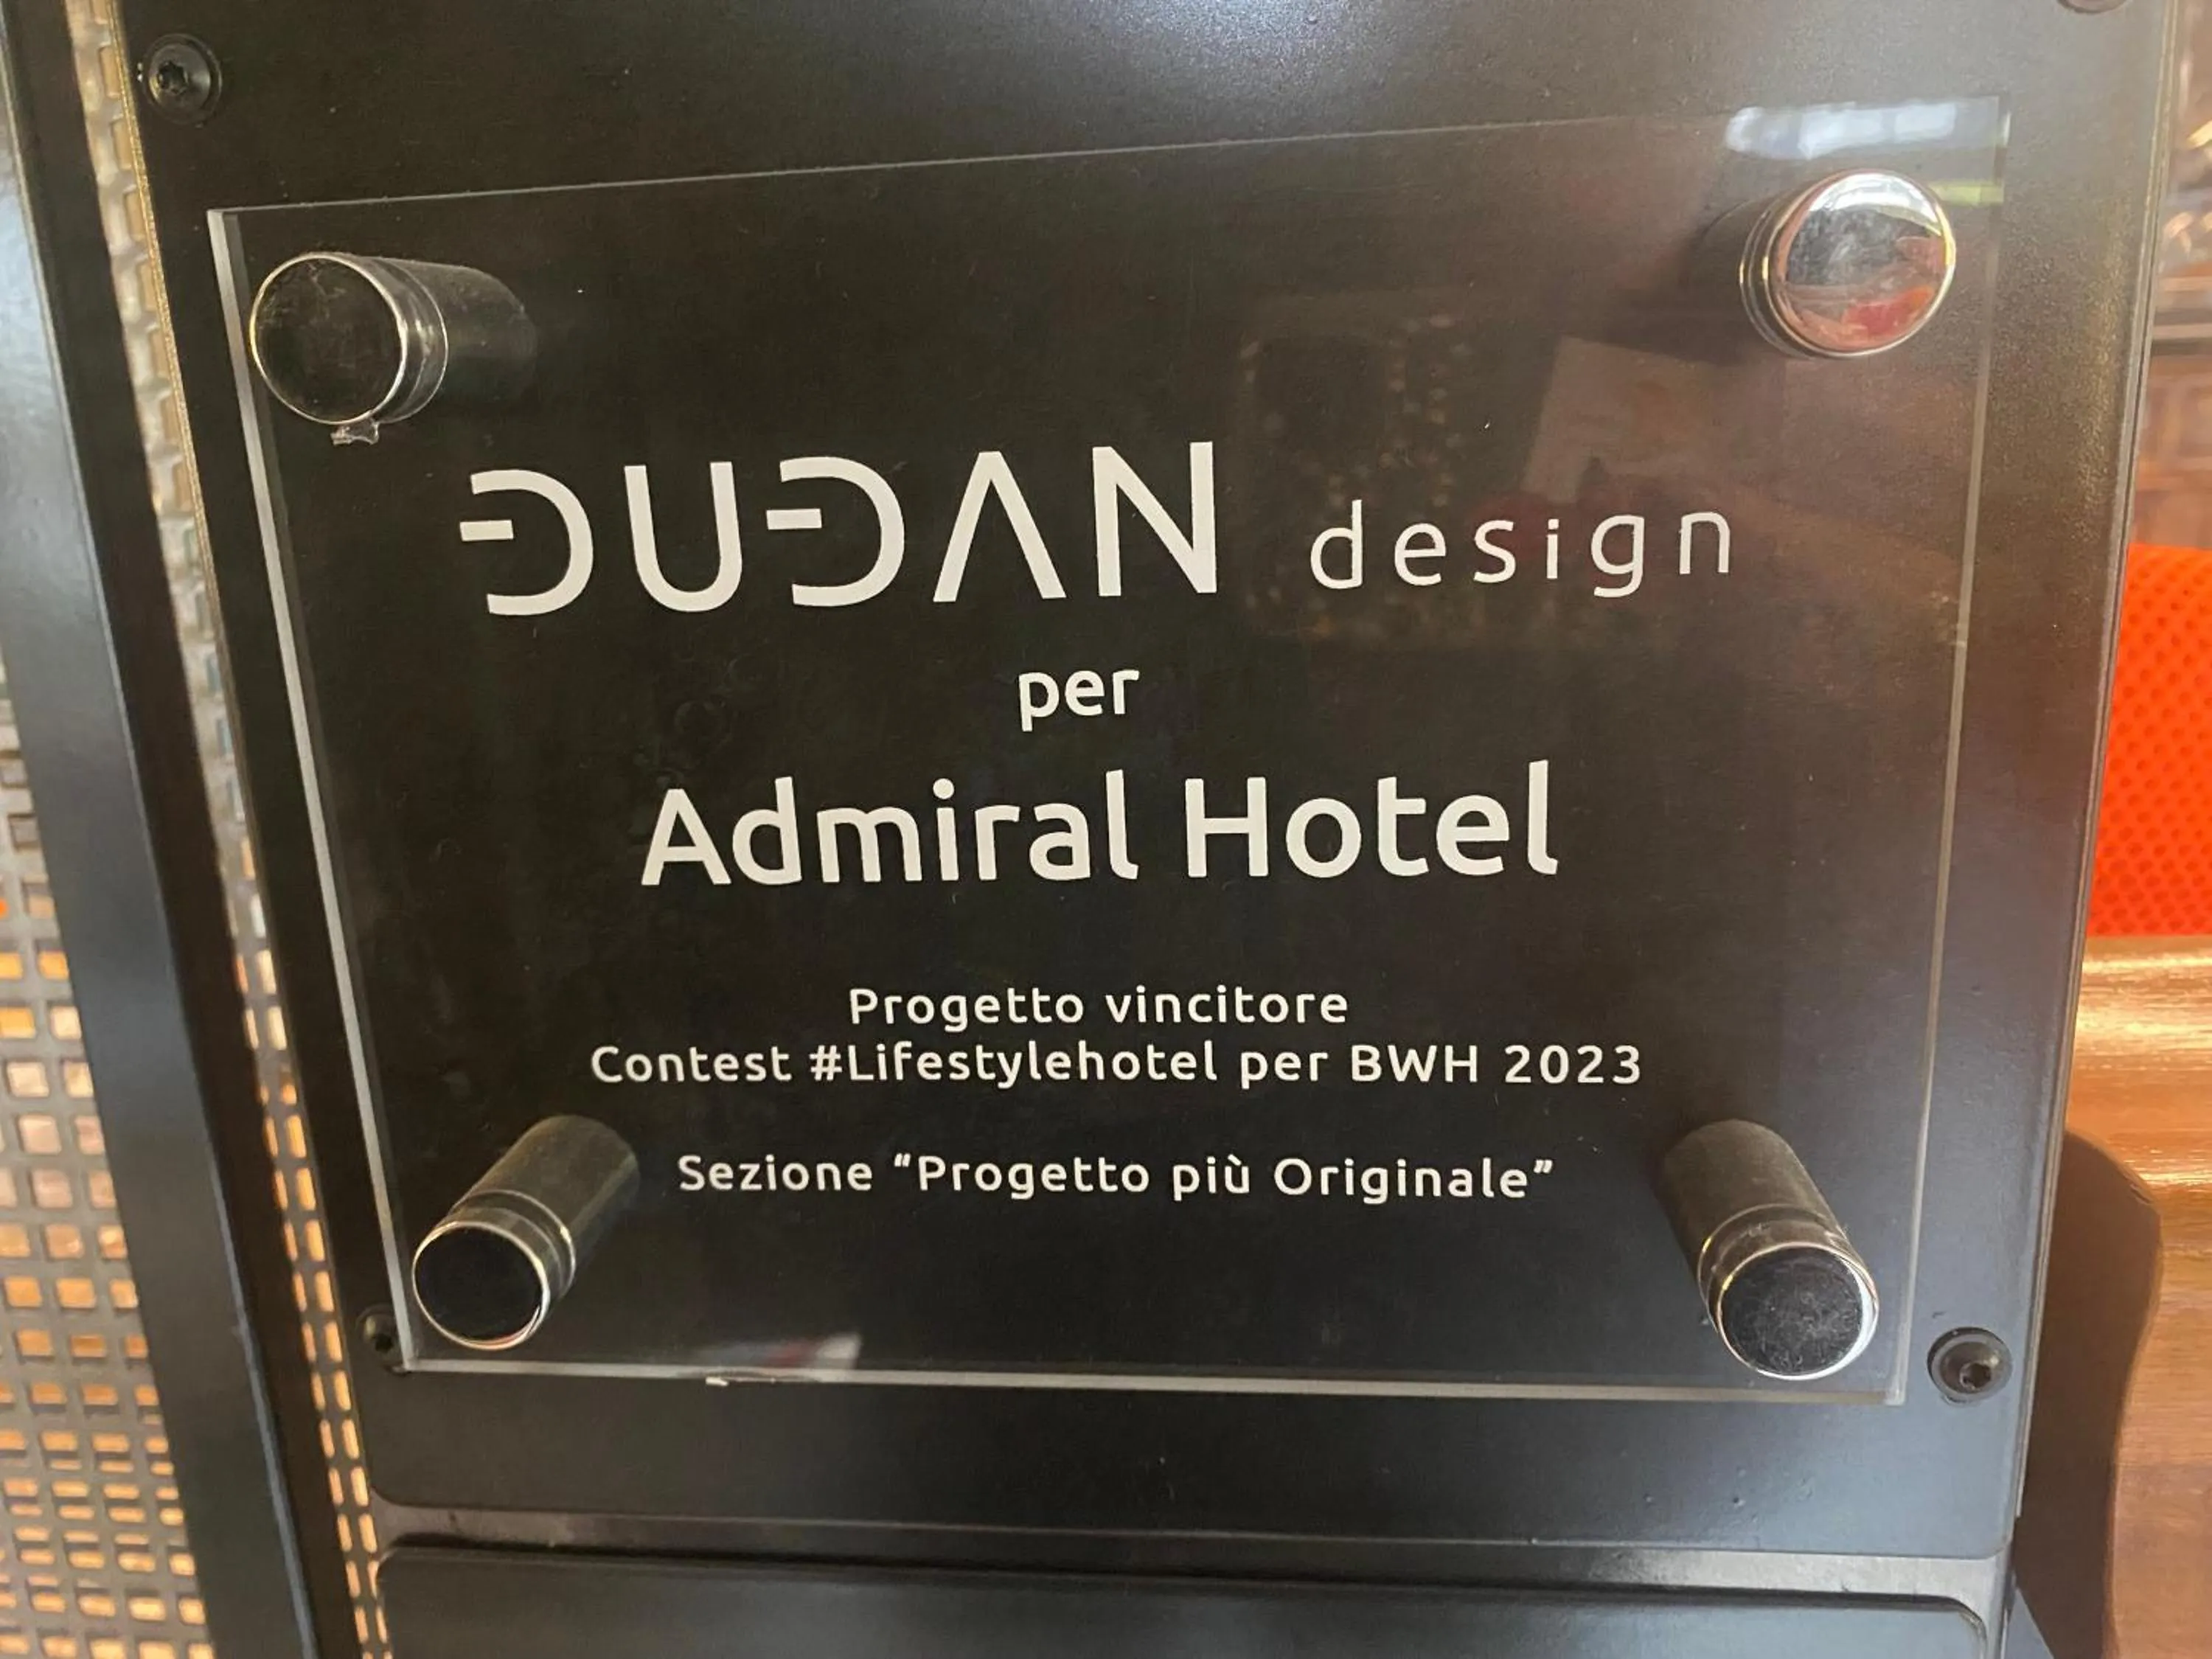 DUDAN design
per
Admiral Hotel
Progetto vincitore
Contest #Lifestylehotel per BWH 2023
Sezione “Progetto più Originale”